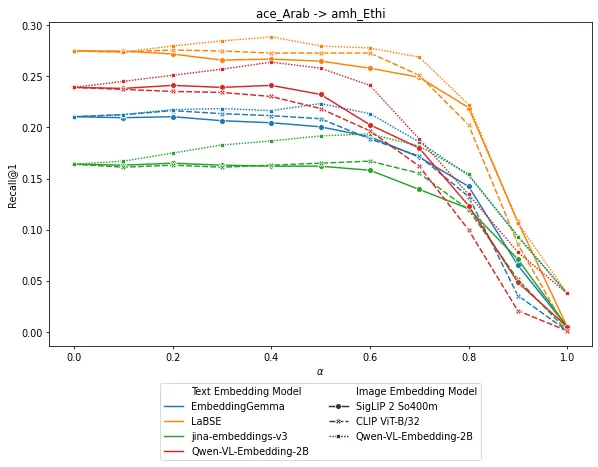 ace_Arab -> amh_Ethi
0.30
0.25
0.20
0.15
0.10
0.05
0.00
Recall@1
0.0 0.2 0.4 0.6 0.8 1.0
α
Text Embedding Model Image Embedding Model
EmbeddingGemma SigLIP 2 So400m
LaBSE CLIP ViT-B/32
jina-embeddings-v3 Qwen-VL-Embedding-2B
Qwen-VL-Embedding-2B